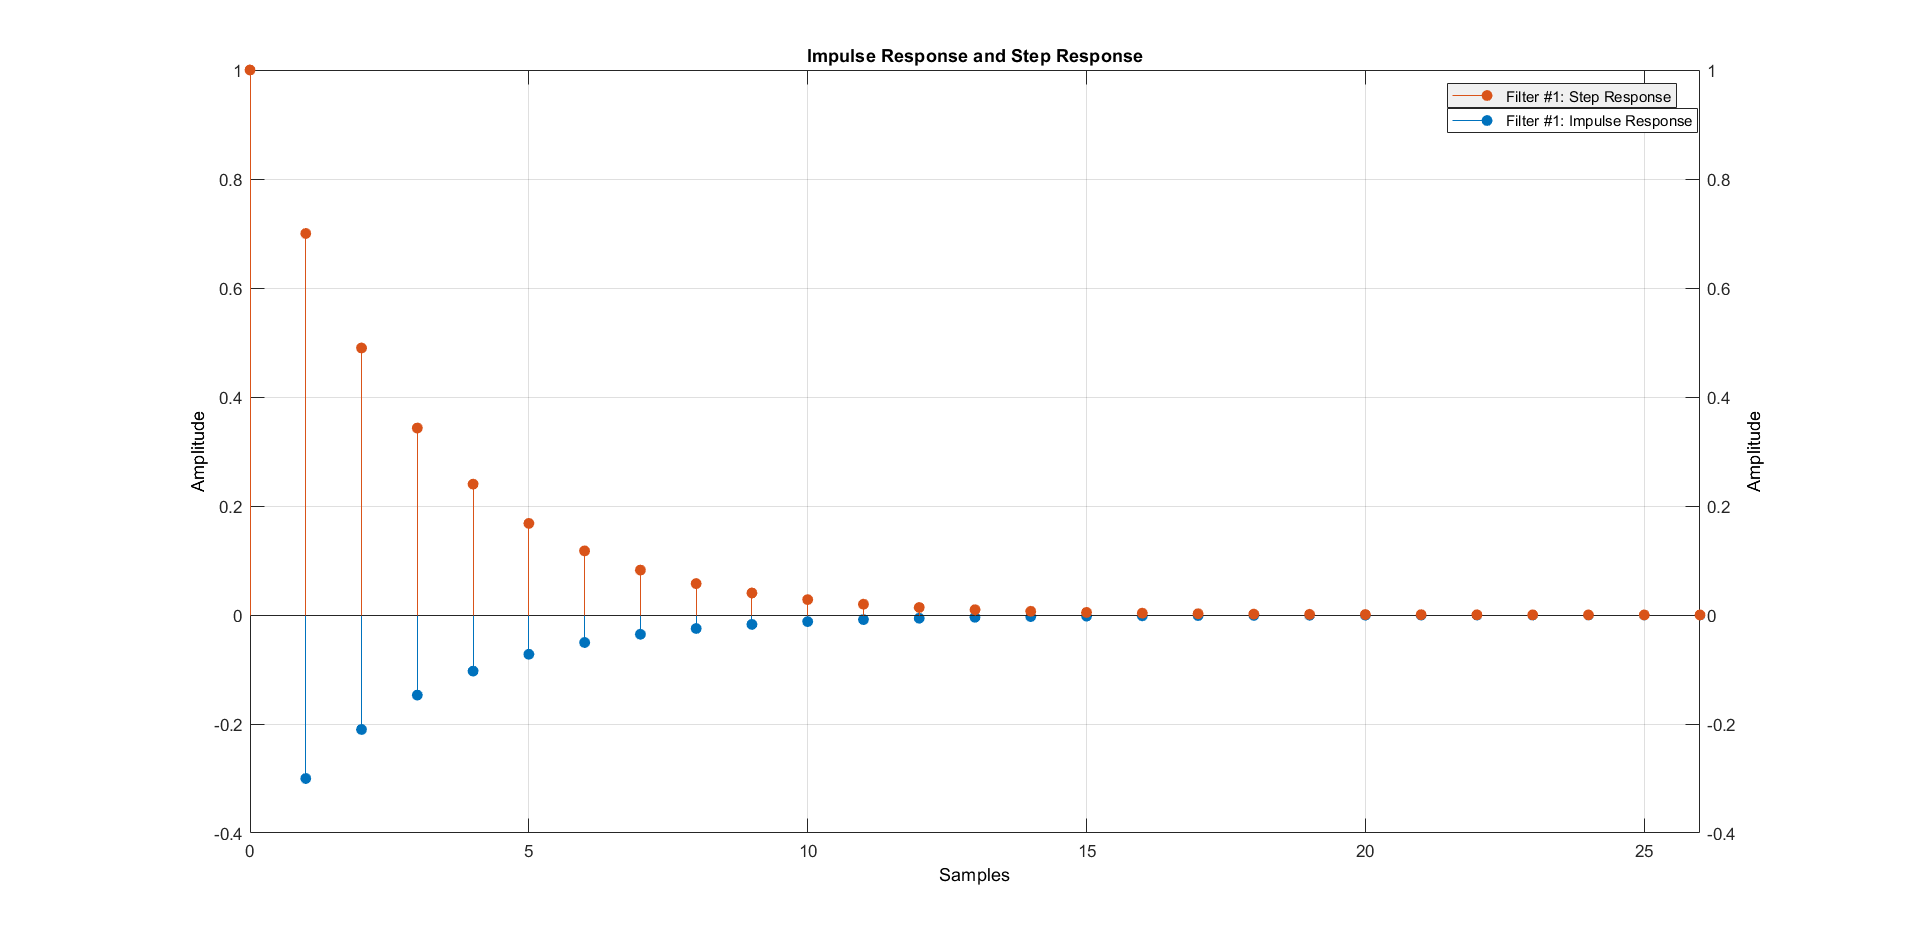 Impulse Response and Step Response
Filter #1: Step Response
Filter #1: Impulse Response
1 1
0.8 0.8
0.6 0.6
0.4 0.4
0.2 0.2
0 0
-0.2 -0.2
-0.4 -0.4
Amplitude
Amplitude
0 5 10 15 20 25
Samples